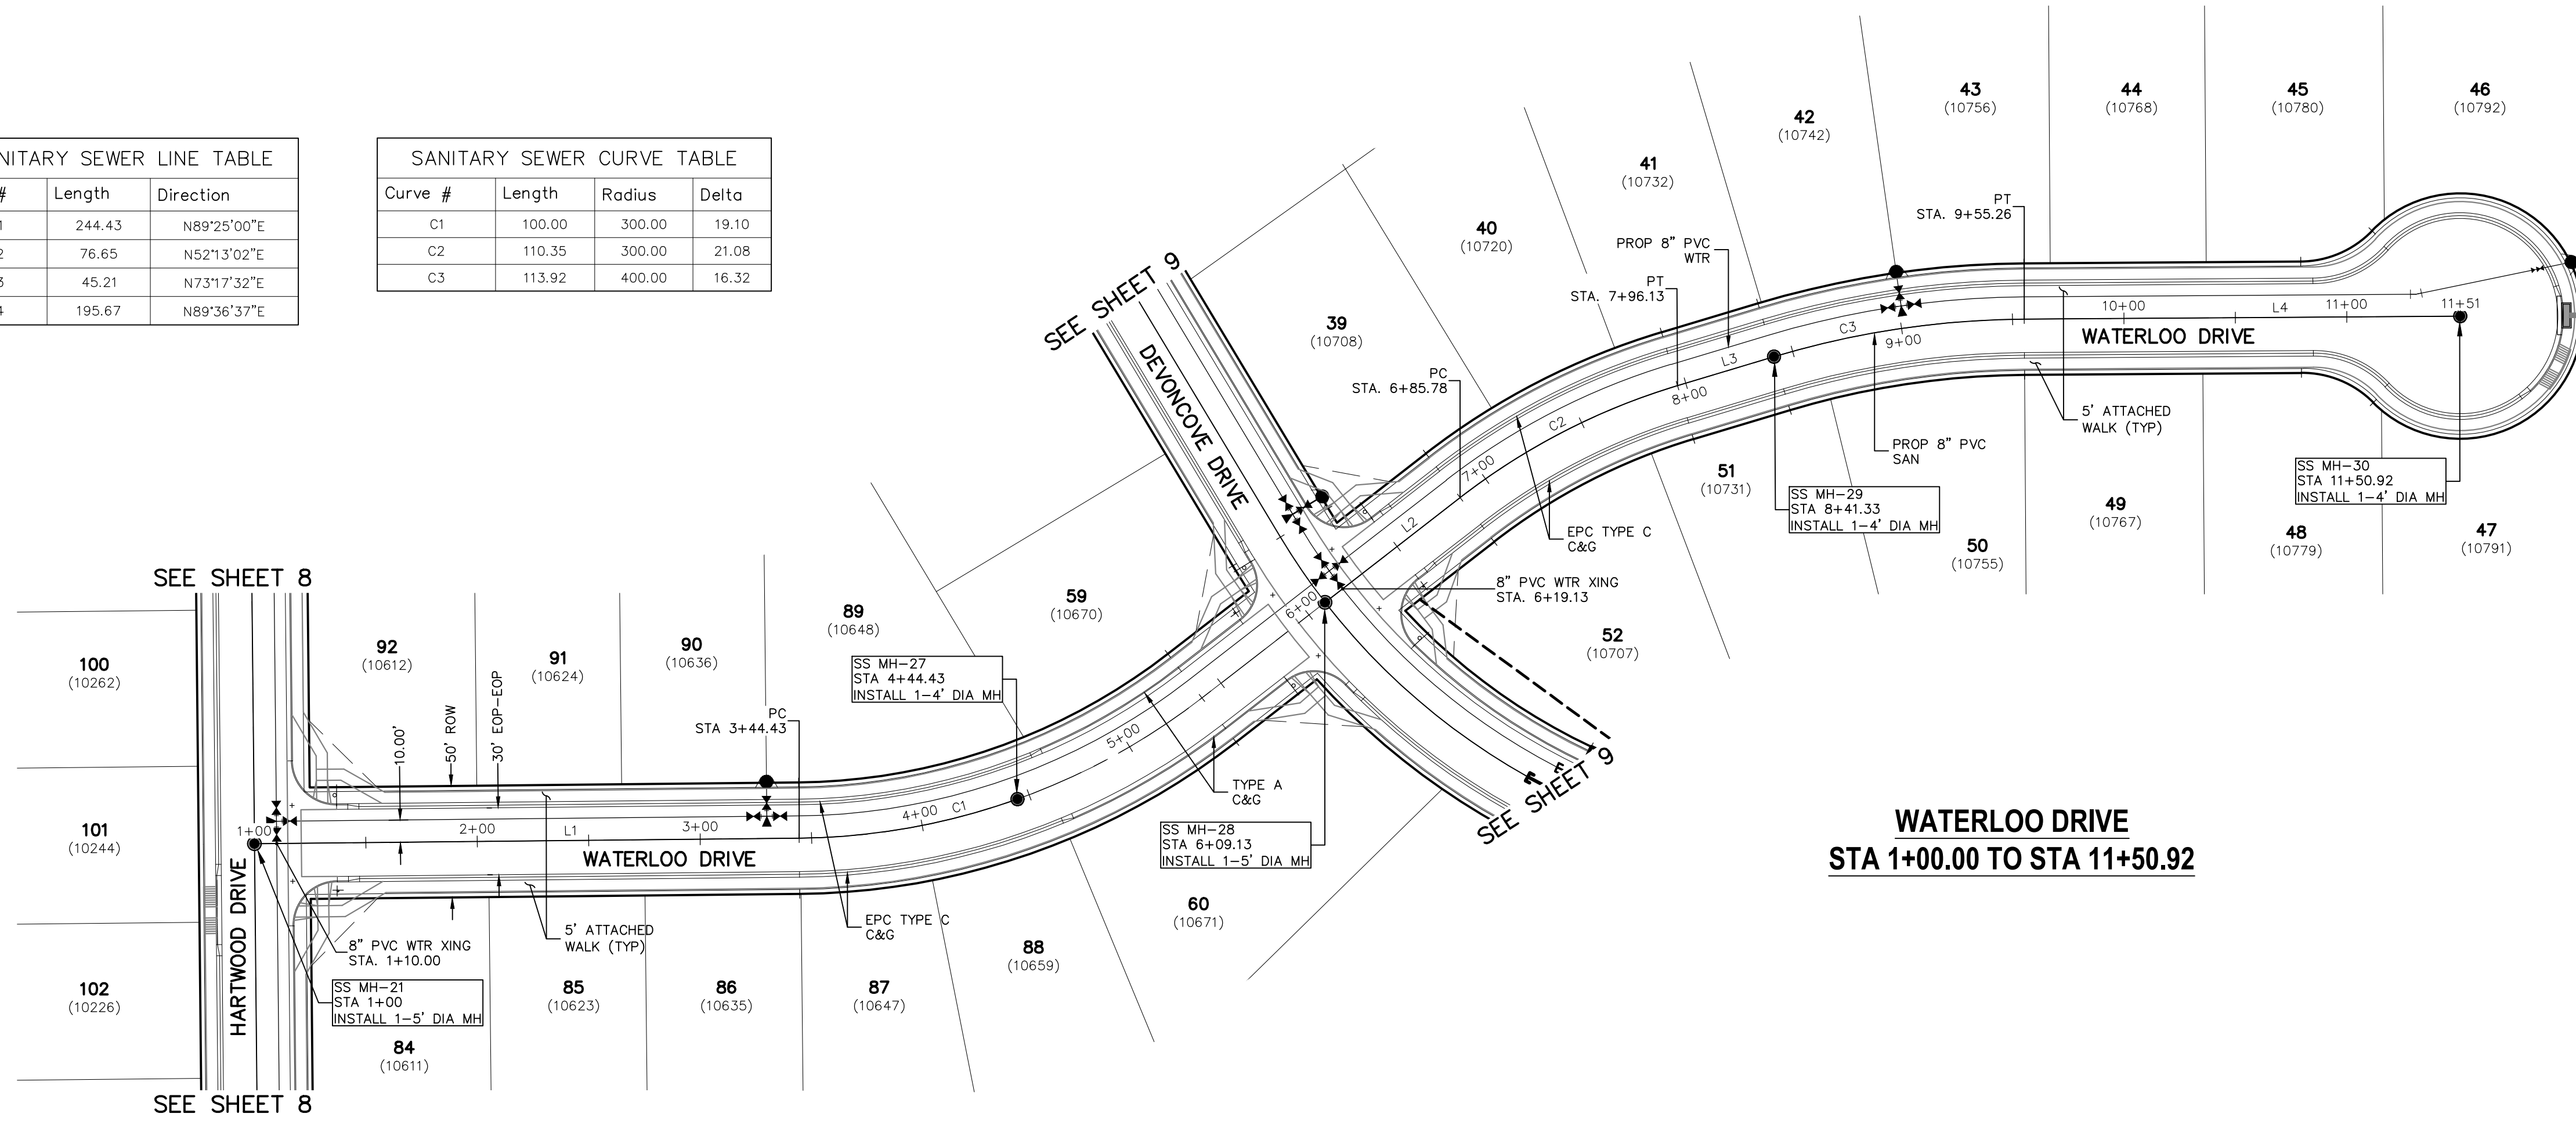 NITARY SEWER LINE TABLE
# Length Direction
1 244.43 N89°25'00"E
2 76.65 N52°13'02"E
3 45.21 N73°17'32"E
4 195.67 N89°36'37"E
SANITARY SEWER CURVE TABLE
Curve # Length Radius Delta
C1 100.00 300.00 19.10
C2 110.35 300.00 21.08
C3 113.92 400.00 16.32
43
(10756)
44
(10768)
45
(10780)
46
(10792)
42
(10742)
41
(10732)
40
(10720)
39
(10708)
PT
STA. 9+55.26
PROP 8" PVC
WTR
PT
STA. 7+96.13
PC
STA. 6+85.78
SEE SHEET 9
DEVONCOVE DRIVE
10+00
L4
11+00
11+51
WATERLOO DRIVE
C3
9+00
L3
8+00
C2
7+00
L2
6+00
5' ATTACHED
WALK (TYP)
PROP 8" PVC
SAN
SS MH-30
STA 11+50.92
INSTALL 1-4' DIA MH
SS MH-29
STA 8+41.33
INSTALL 1-4' DIA MH
51
(10731)
50
(10755)
49
(10767)
48
(10779)
47
(10791)
EPC TYPE C
C&G
8" PVC WTR XING
STA. 6+19.13
52
(10707)
SEE SHEET 9
SEE SHEET 8
100
(10262)
101
(10244)
102
(10226)
92
(10612)
91
(10624)
90
(10636)
89
(10648)
59
(10670)
SS MH-27
STA 4+44.43
INSTALL 1-4' DIA MH
PC
STA 3+44.43
10.00'
50' ROW
30' EOP-EOP
1+00
2+00
L1
3+00
4+00
C1
5+00
WATERLOO DRIVE
HARTWOOD DRIVE
TYPE A
C&G
SS MH-28
STA 6+09.13
INSTALL 1-5' DIA MH
EPC TYPE C
C&G
5' ATTACHED
WALK (TYP)
8" PVC WTR XING
STA. 1+10.00
SS MH-21
STA 1+00
INSTALL 1-5' DIA MH
84
(10611)
85
(10623)
86
(10635)
87
(10647)
88
(10659)
60
(10671)
SEE SHEET 8
WATERLOO DRIVE
STA 1+00.00 TO STA 11+50.92